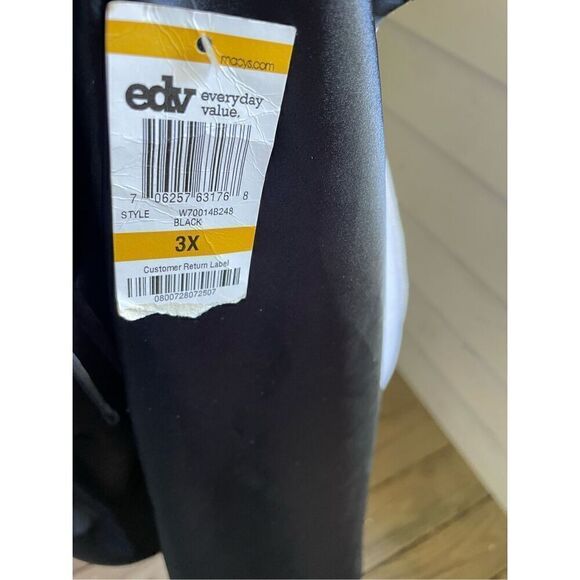 macys.com
edv everyday
value.
7 06257 63176 8
STYLE W70014B248
BLACK
3X
Customer Return Label
0800728072507